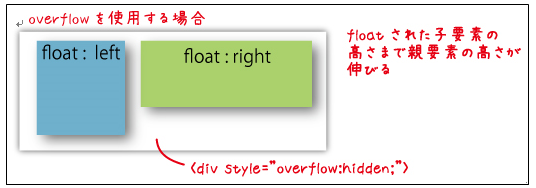 overflow を使用する場合
float : left
float : right
float された子要素の
高さまで親要素の高さが
伸びる
<div style="overflow:hidden;">